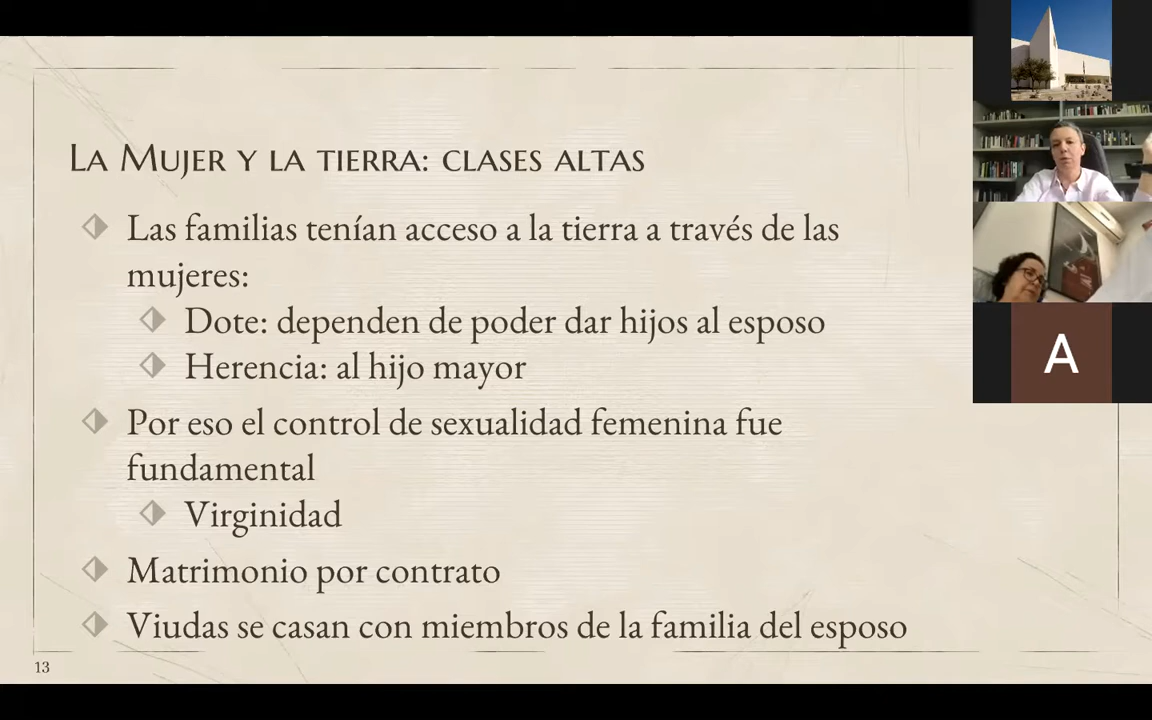 La Mujer y la tierra: clases altas
Las familias tenían acceso a la tierra a través de las
mujeres:
Dote: dependen de poder dar hijos al esposo
Herencia: al hijo mayor
Por eso el control de sexualidad femenina fue
fundamental
Virginidad
Matrimonio por contrato
Viudas se casan con miembros de la familia del esposo
13
A